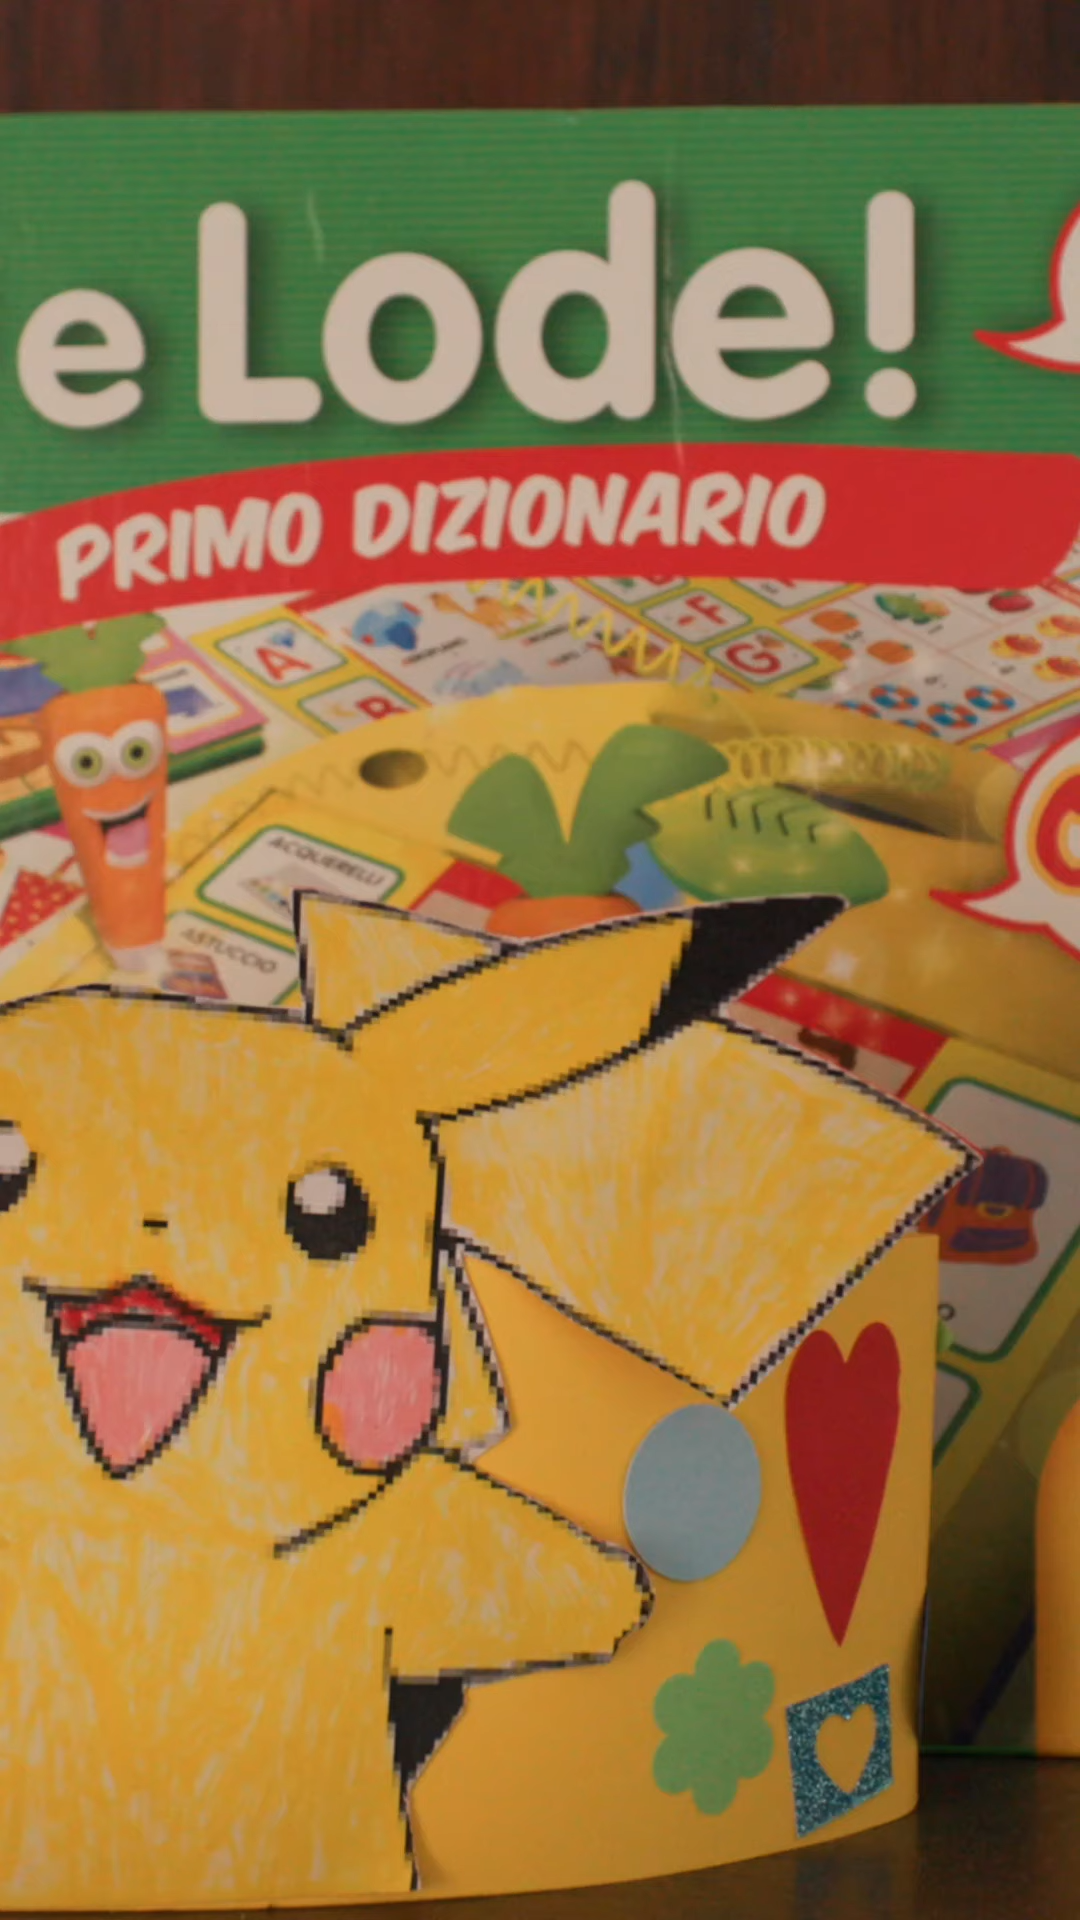 e Lode!
PRIMO DIZIONARIO
-F
A
G
B
ACQUERELLI
ASTUCCIO